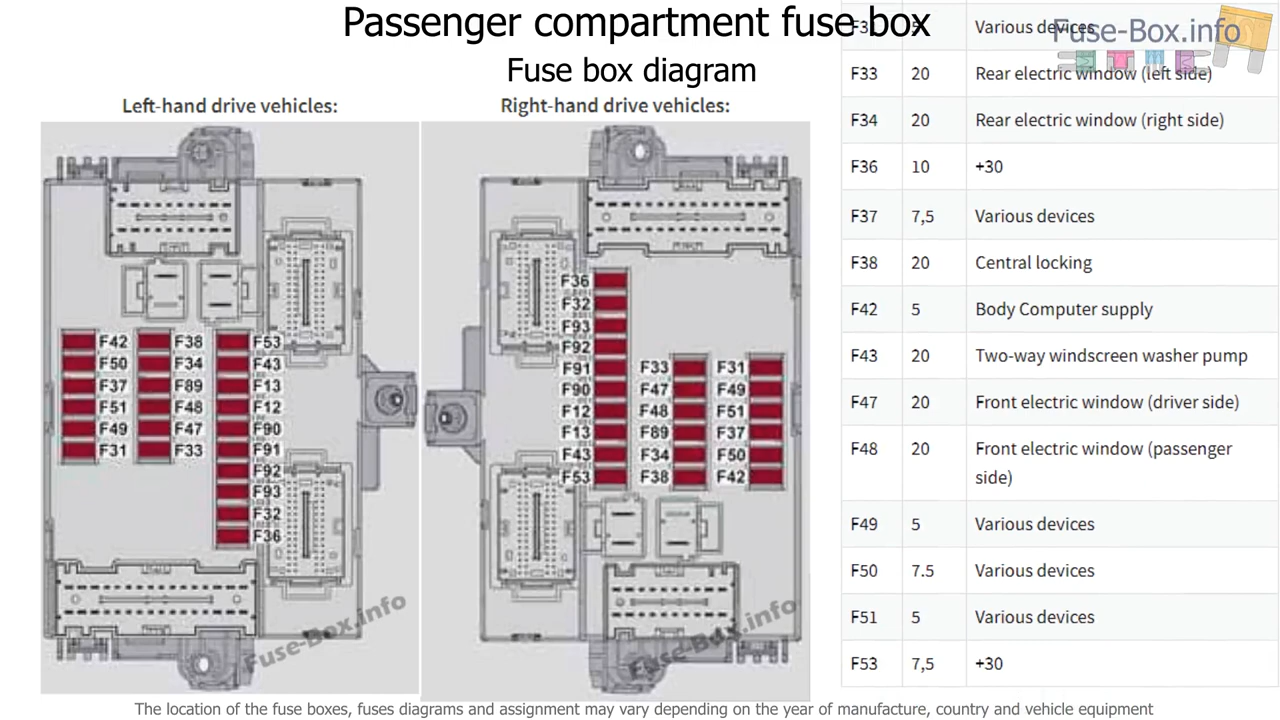 Passenger compartment fuse box
Fuse box diagram
Left-hand drive vehicles:
Right-hand drive vehicles:
F42 F38 F53
F50 F34 F43
F37 F89 F13
F51 F48 F12
F49 F47 F90
F31 F33 F91
F92
F93
F32
F36
Fuse-Box.info
F36
F32
F93
F92
F91 F33 F31
F90 F47 F49
F12 F48 F51
F13 F89 F37
F43 F34 F50
F53 F38 F42
Fuse-Box.info
Fuse-Box.info
5 Various devices
F33 20 Rear electric window (left side)
F34 20 Rear electric window (right side)
F36 10 +30
F37 7,5 Various devices
F38 20 Central locking
F42 5 Body Computer supply
F43 20 Two-way windscreen washer pump
F47 20 Front electric window (driver side)
F48 20 Front electric window (passenger
side)
F49 5 Various devices
F50 7.5 Various devices
F51 5 Various devices
F53 7,5 +30
The location of the fuse boxes, fuses diagrams and assignment may vary depending on the year of manufacture, country and vehicle equipment